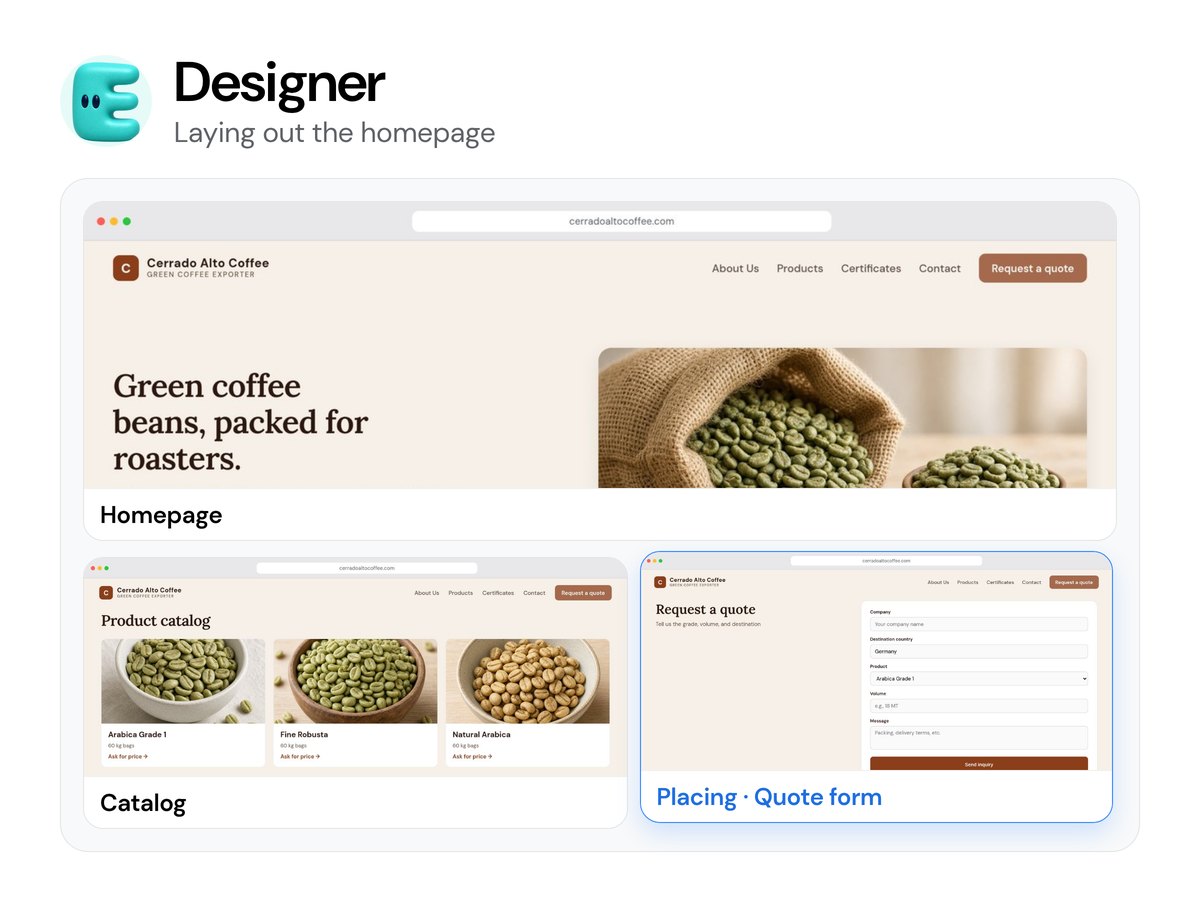 Designer
Laying out the homepage
cerradoaltocoffee.com
C
Cerrado Alto Coffee
GREEN COFFEE EXPORTER
About Us
Products
Certificates
Contact
Request a quote
Green coffee
beans, packed for
roasters.
Homepage
cerradoaltocoffee.com
C
Cerrado Alto Coffee
GREEN COFFEE EXPORTER
About Us
Products
Certificates
Contact
Request a quote
Product catalog
Arabica Grade 1
60 kg bags
Ask for price →
Fine Robusta
60 kg bags
Ask for price →
Natural Arabica
60 kg bags
Ask for price →
Catalog
cerradoaltocoffee.com
C
Cerrado Alto Coffee
GREEN COFFEE EXPORTER
About Us
Products
Certificates
Contact
Request a quote
Request a quote
Tell us the grade, volume, and destination
Company
Your company name
Destination country
Germany
Product
Arabica Grade 1
Volume
e.g., 18 MT
Message
Packing, delivery terms, etc.
Send inquiry
Placing · Quote form